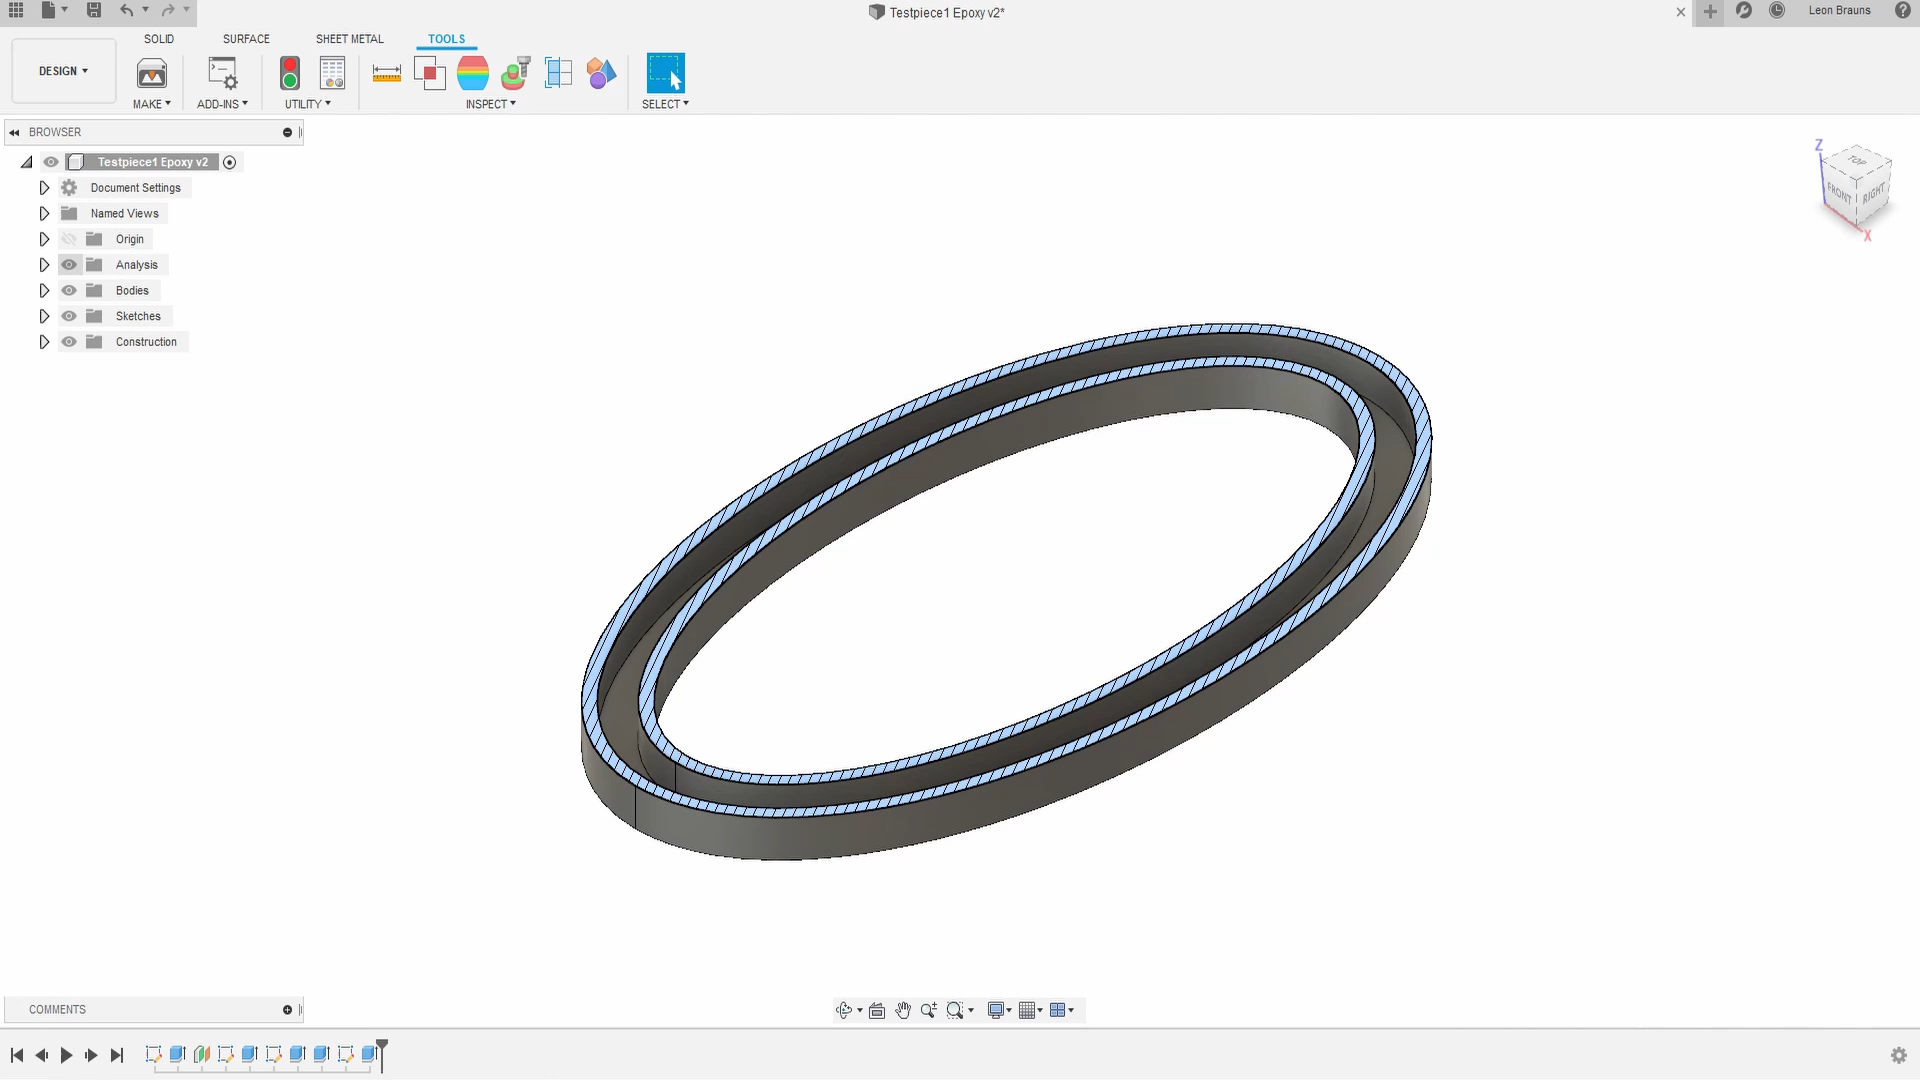 Testpiece1 Epoxy v2*
Leon Brauns
SOLID
SURFACE
SHEET METAL
TOOLS
DESIGN
MAKE
ADD-INS
UTILITY
INSPECT
SELECT
BROWSER
Testpiece1 Epoxy v2
Document Settings
Named Views
Origin
Analysis
Bodies
Sketches
Construction
Z
TOP
FRONT
RIGHT
X
COMMENTS